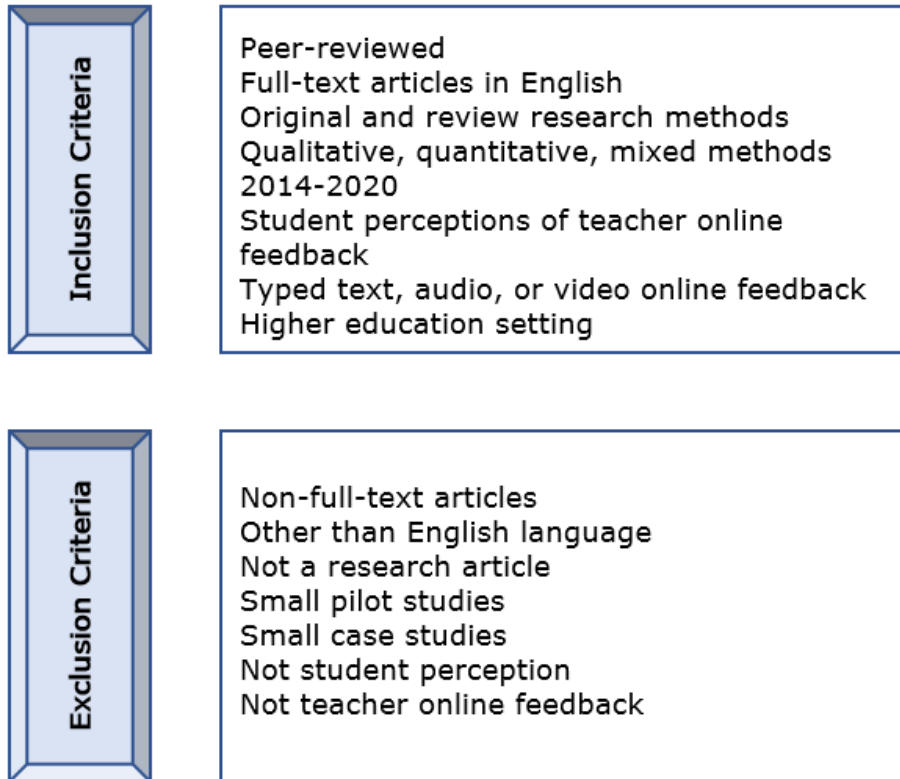 Inclusion Criteria
Peer-reviewed
Full-text articles in English
Original and review research methods
Qualitative, quantitative, mixed methods
2014-2020
Student perceptions of teacher online
feedback
Typed text, audio, or video online feedback
Higher education setting
Exclusion Criteria
Non-full-text articles
Other than English language
Not a research article
Small pilot studies
Small case studies
Not student perception
Not teacher online feedback